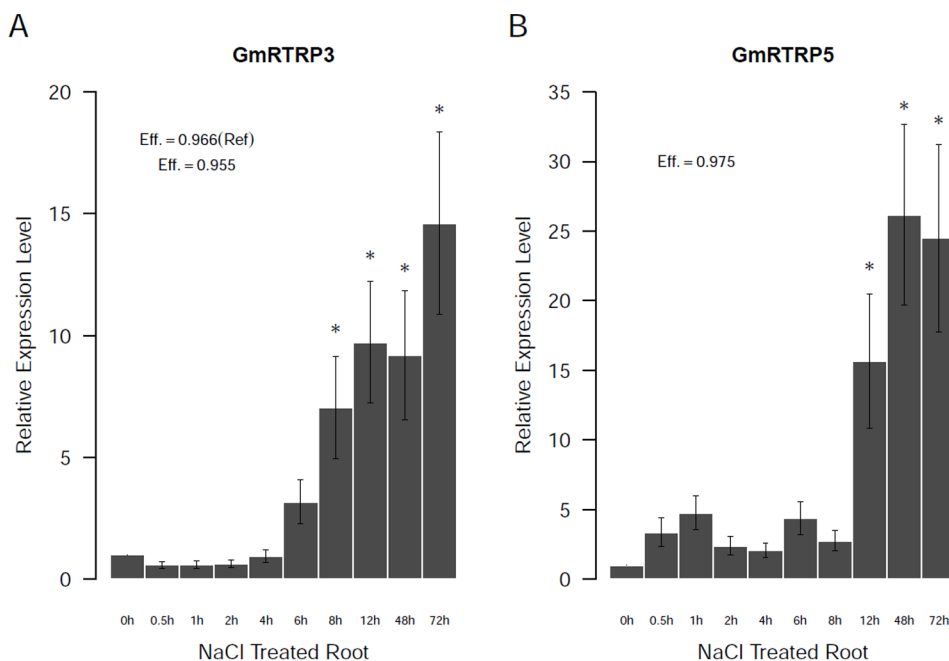 A
GmRTRP3
Relative Expression Level
20
15
10
5
0
Eff. = 0.966(Ref)
Eff. = 0.955
*
*
*
*
0h 0.5h 1h 2h 4h 6h 8h 12h 48h 72h
NaCl Treated Root
B
GmRTRP5
Relative Expression Level
35
30
25
20
15
10
5
0
Eff. = 0.975
*
*
*
0h 0.5h 1h 2h 4h 6h 8h 12h 48h 72h
NaCl Treated Root